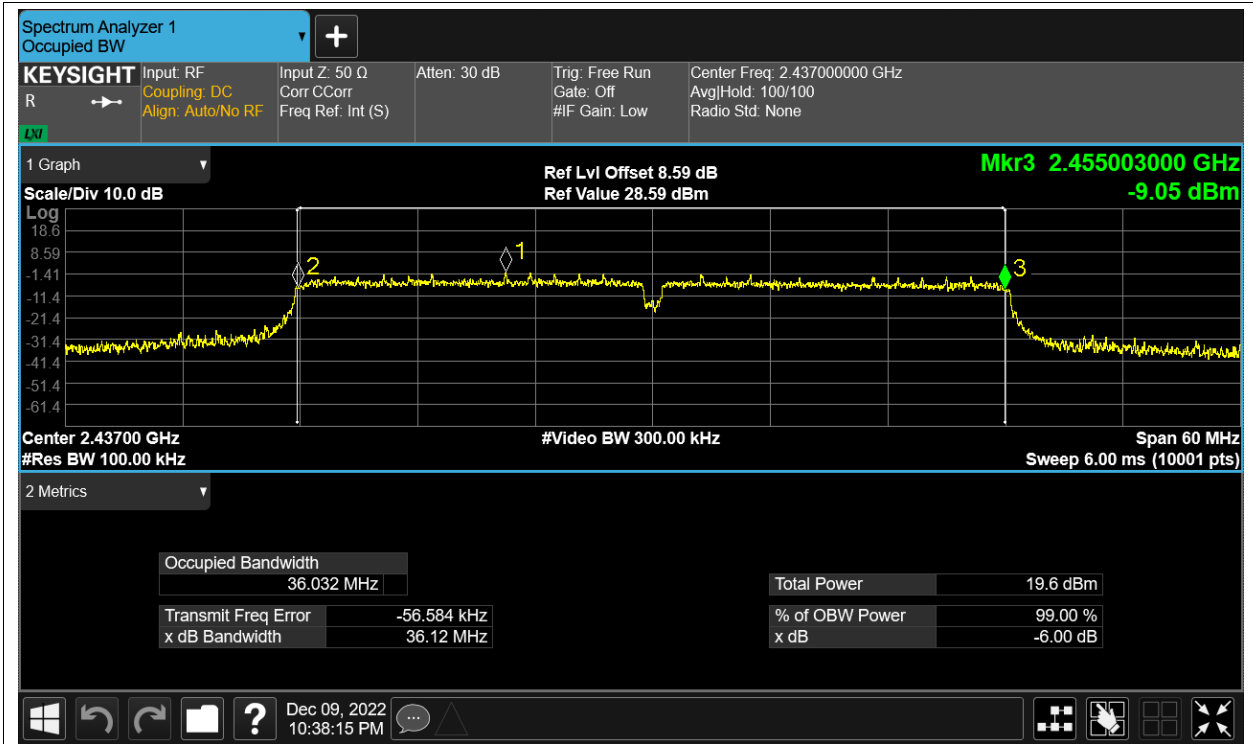 Spectrum Analyzer 1
Occupied BW
KEYSIGHT
R
LXI
Input: RF
Coupling: DC
Align: Auto/No RF
Input Z: 50 Ω
Corr CCorr
Freq Ref: Int (S)
Atten: 30 dB
Trig: Free Run
Gate: Off
#IF Gain: Low
Center Freq: 2.437000000 GHz
Avg|Hold: 100/100
Radio Std: None
1 Graph
Scale/Div 10.0 dB
Ref Lvl Offset 8.59 dB
Ref Value 28.59 dBm
Mkr3 2.455003000 GHz
-9.05 dBm
Log
18.6
8.59
-1.41
-11.4
-21.4
-31.4
-41.4
-51.4
-61.4
2
1
3
Center 2.43700 GHz
#Res BW 100.00 kHz
#Video BW 300.00 kHz
Span 60 MHz
Sweep 6.00 ms (10001 pts)
2 Metrics
Occupied Bandwidth
36.032 MHz
Transmit Freq Error -56.584 kHz
x dB Bandwidth 36.12 MHz
Total Power 19.6 dBm
% of OBW Power 99.00 %
x dB -6.00 dB
?
Dec 09, 2022
10:38:15 PM